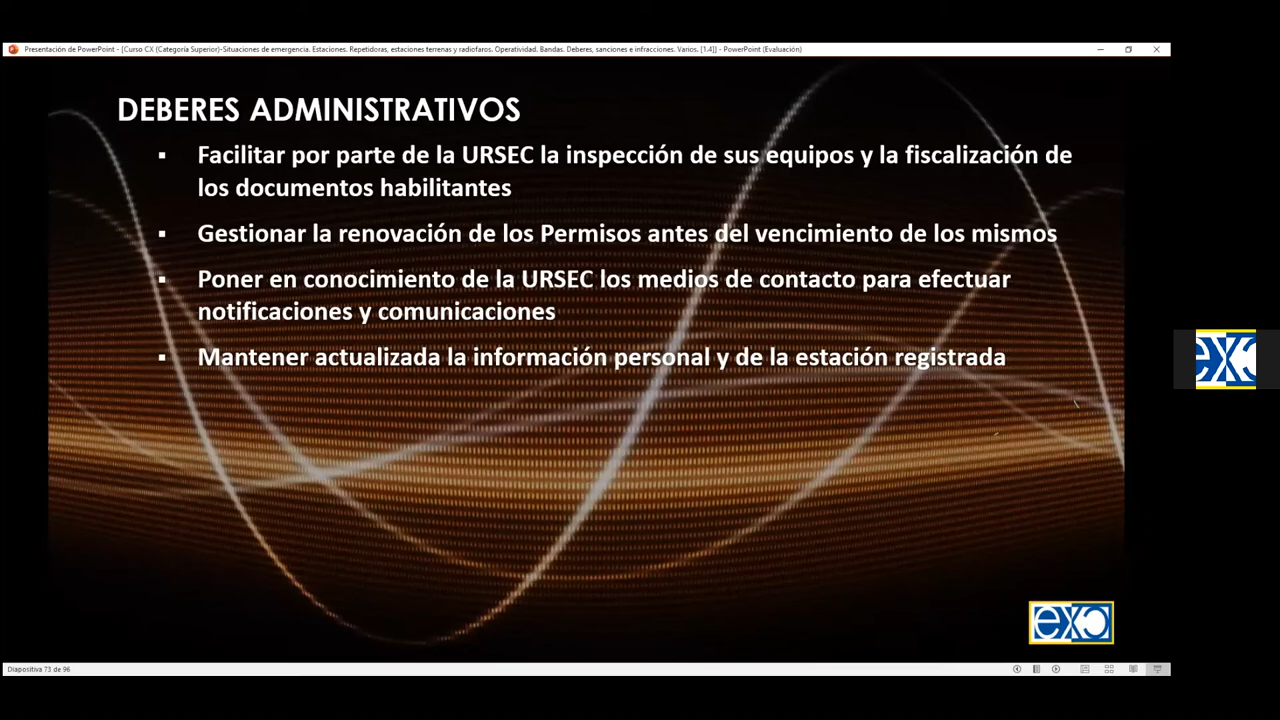 Presentación de PowerPoint - [Curso CX (Categoría Superior)-Situaciones de emergencia. Estaciones. Repetidoras, estaciones terrenas y radiofaros. Operatividad. Bandas. Deberes, sanciones e infracciones. Varios. [1.4]] - PowerPoint (Evaluación)
DEBERES ADMINISTRATIVOS
▪ Facilitar por parte de la URSEC la inspección de sus equipos y la fiscalización de
los documentos habilitantes
▪ Gestionar la renovación de los Permisos antes del vencimiento de los mismos
▪ Poner en conocimiento de la URSEC los medios de contacto para efectuar
notificaciones y comunicaciones
▪ Mantener actualizada la información personal y de la estación registrada
exc
exc
Diapositiva 73 de 96